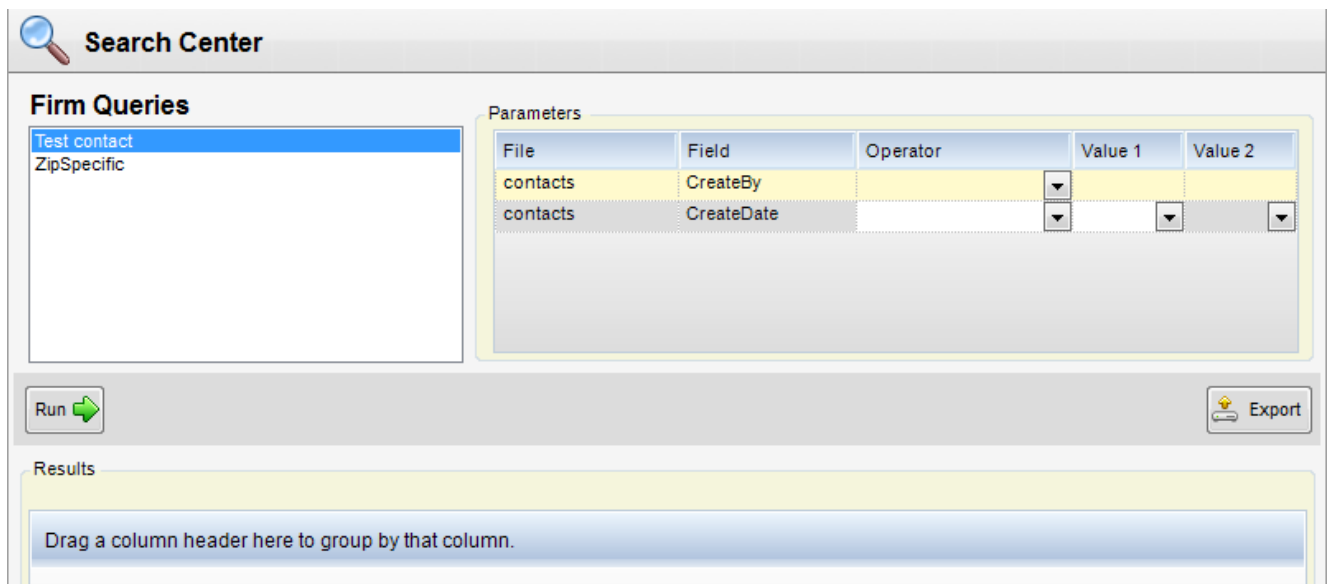 Search Center
Firm Queries
Test contact
ZipSpecific
Parameters
File Field Operator Value 1 Value 2
contacts CreateBy
contacts CreateDate
Run Export
Results
Drag a column header here to group by that column.